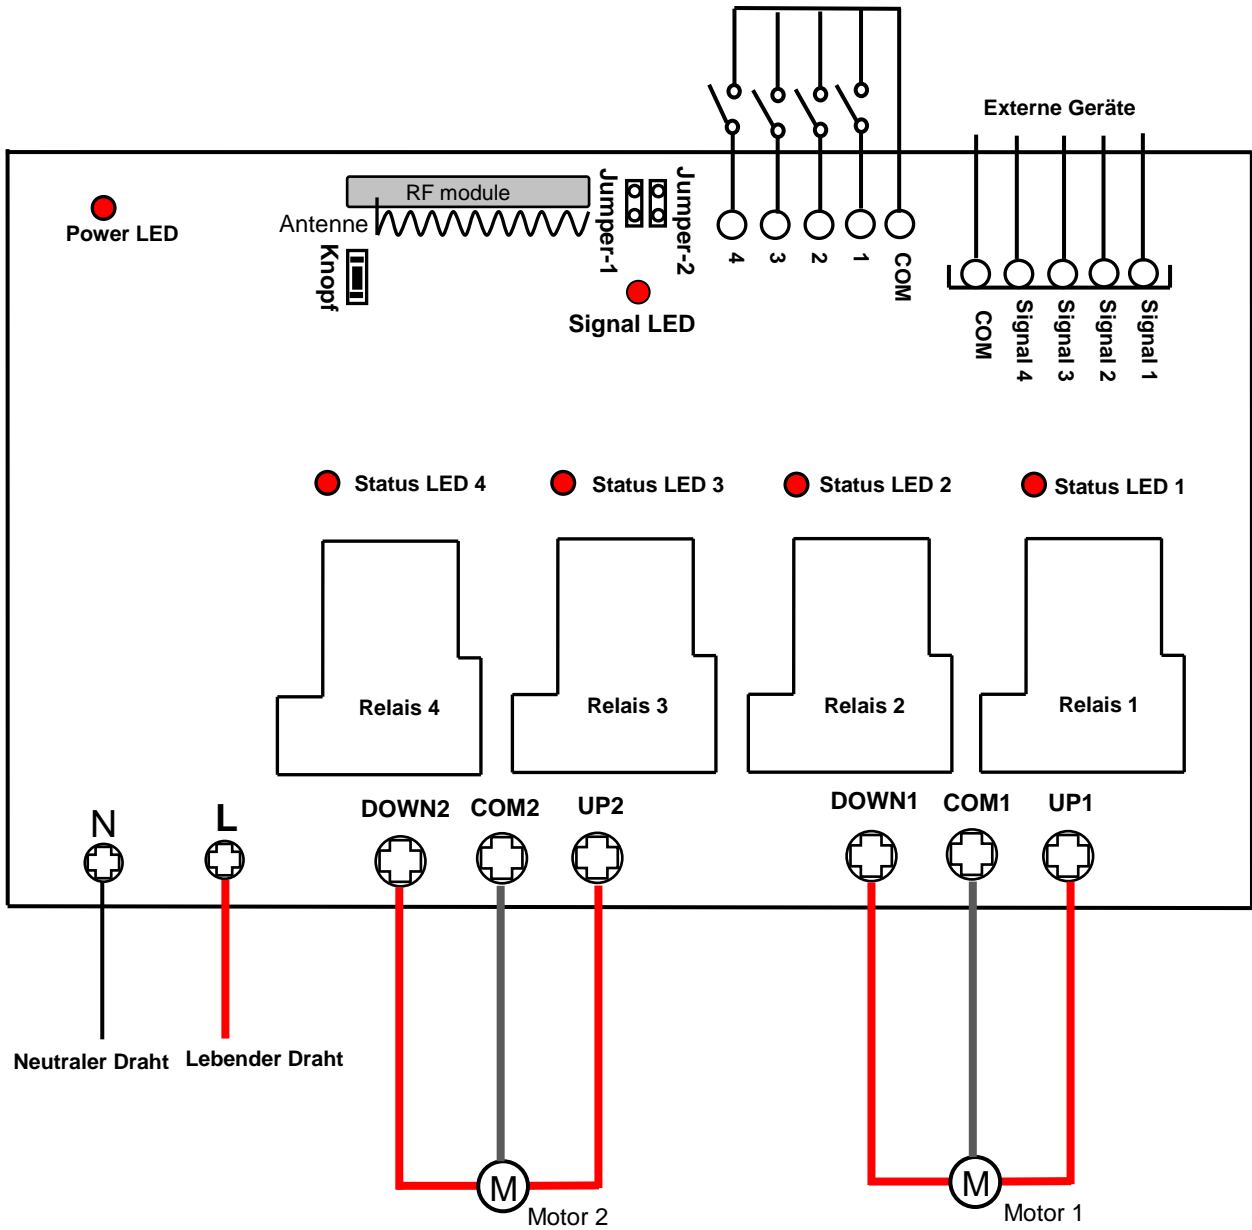 Externe Geräte
RF module
Antenne
Power LED
Knopf
Jumper-1
Jumper-2
Signal LED
4
3
2
1
COM
COM
Signal 4
Signal 3
Signal 2
Signal 1
Status LED 4
Status LED 3
Status LED 2
Status LED 1
Relais 4
Relais 3
Relais 2
Relais 1
N
L
DOWN2
COM2
UP2
DOWN1
COM1
UP1
Neutraler Draht
Lebender Draht
M
Motor 2
M
Motor 1